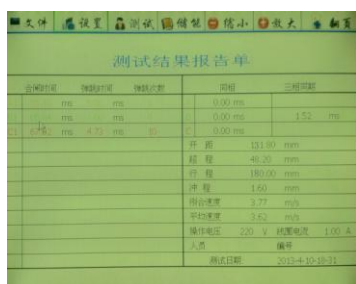 文件 设置 测试 储能 缩小 放大 翻页
测试结果报告单
合闸时间 弹跳时间 弹跳次数 同相 三相同期
ms ms 0.00 ms
ms ms 0.00 ms 1.52 ms
C1 ms 4.73 ms C 0.00 ms
开 距 131.80 mm
超 程 48.20 mm
行 程 180.00 mm
冲 程 1.60 mm
刚合速度 3.77 m/s
平均速度 3.62 m/s
操作电压 220 V 线圈电流 1.00 A
人员 编号
测试日期 2013-4-10-10-31